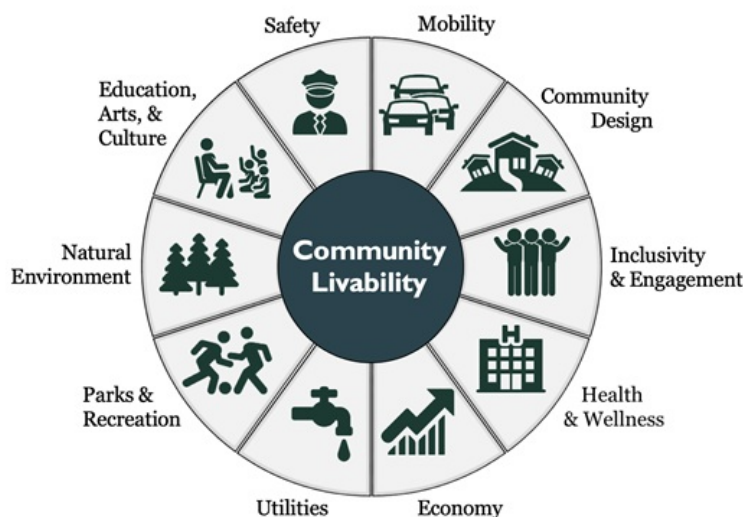 Safety
Mobility
Education,
Arts, &
Culture
Community
Design
Natural
Environment
Community
Livability
Inclusivity
& Engagement
Parks &
Recreation
H
Health
& Wellness
Utilities
Economy